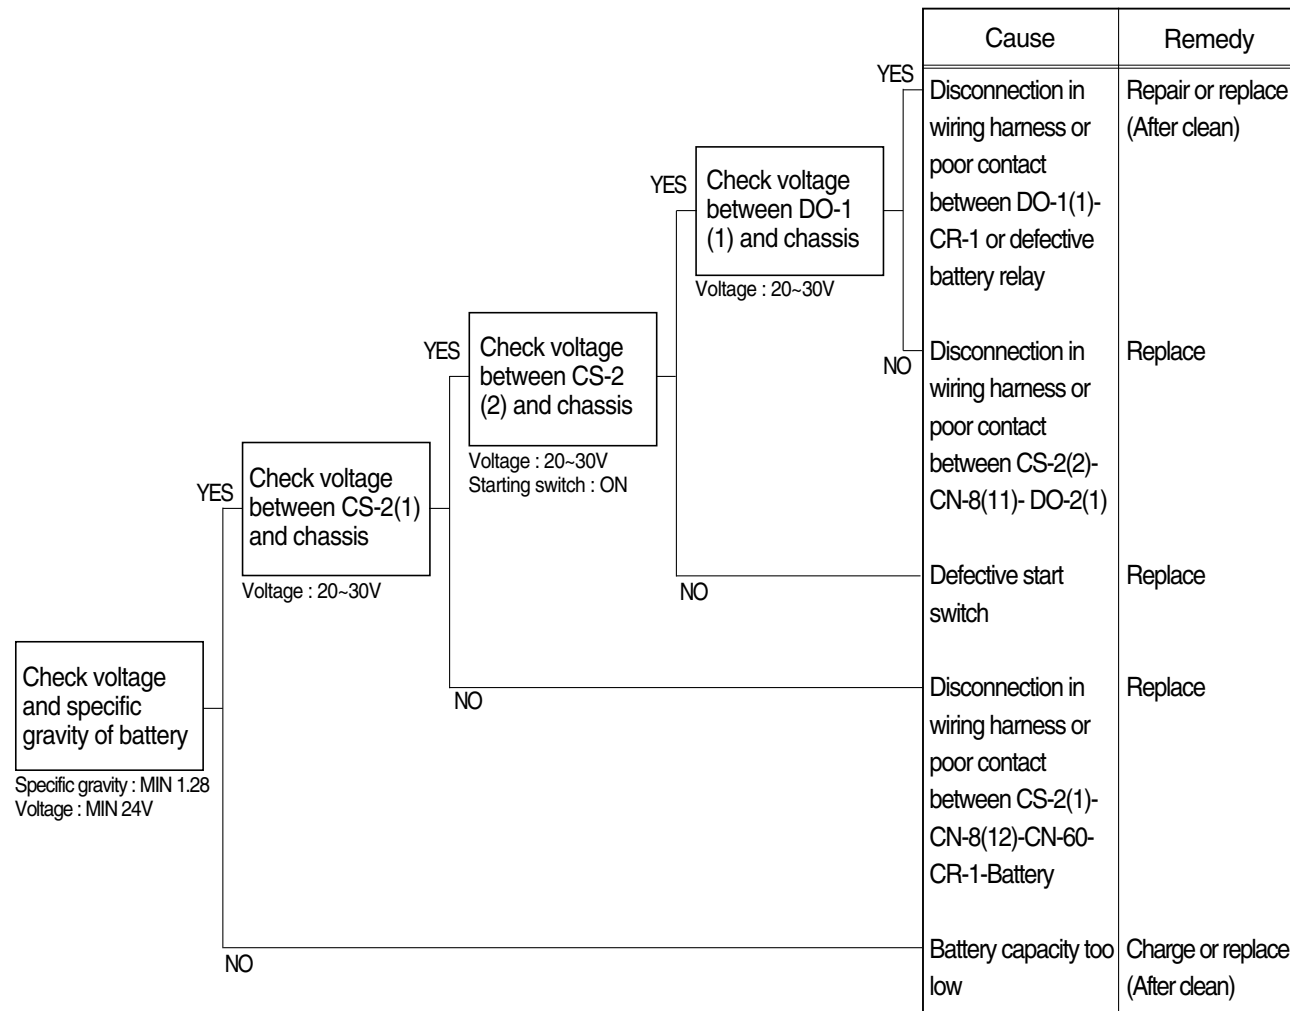 Cause
Remedy
YES
Disconnection in
wiring harness or
poor contact
between DO-1(1)-
CR-1 or defective
battery relay
Repair or replace
(After clean)
YES
Check voltage
between DO-1
(1) and chassis
Voltage : 20~30V
NO
Disconnection in
wiring harness or
poor contact
between CS-2(2)-
CN-8(11)- DO-2(1)
Replace
YES
Check voltage
between CS-2
(2) and chassis
Voltage : 20~30V
Starting switch : ON
NO
Defective start
switch
Replace
YES
Check voltage
between CS-2(1)
and chassis
Voltage : 20~30V
NO
Disconnection in
wiring harness or
poor contact
between CS-2(1)-
CN-8(12)-CN-60-
CR-1-Battery
Replace
Check voltage
and specific
gravity of battery
Specific gravity : MIN 1.28
Voltage : MIN 24V
NO
Battery capacity too
low
Charge or replace
(After clean)